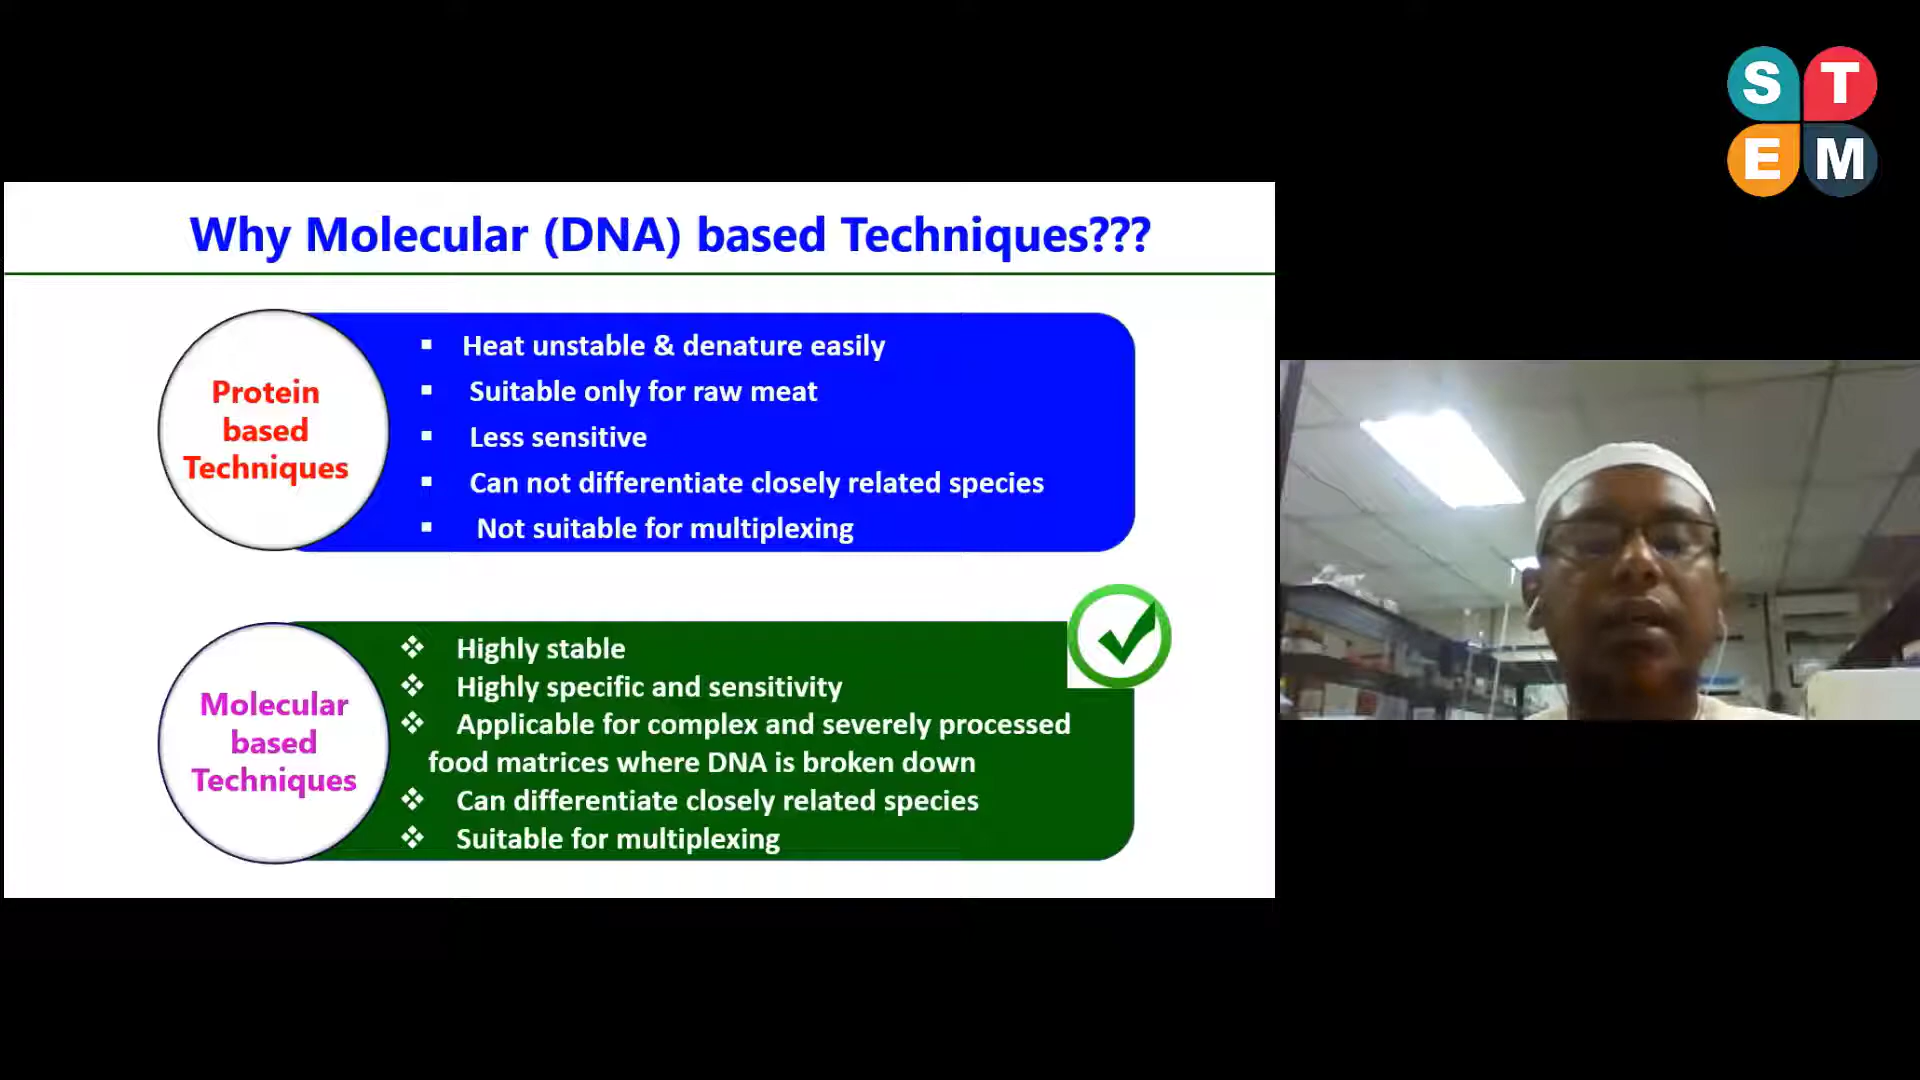 S T
E M
Why Molecular (DNA) based Techniques???
Protein
based
Techniques
Heat unstable & denature easily
Suitable only for raw meat
Less sensitive
Can not differentiate closely related species
Not suitable for multiplexing
Molecular
based
Techniques
Highly stable
Highly specific and sensitivity
Applicable for complex and severely processed
food matrices where DNA is broken down
Can differentiate closely related species
Suitable for multiplexing